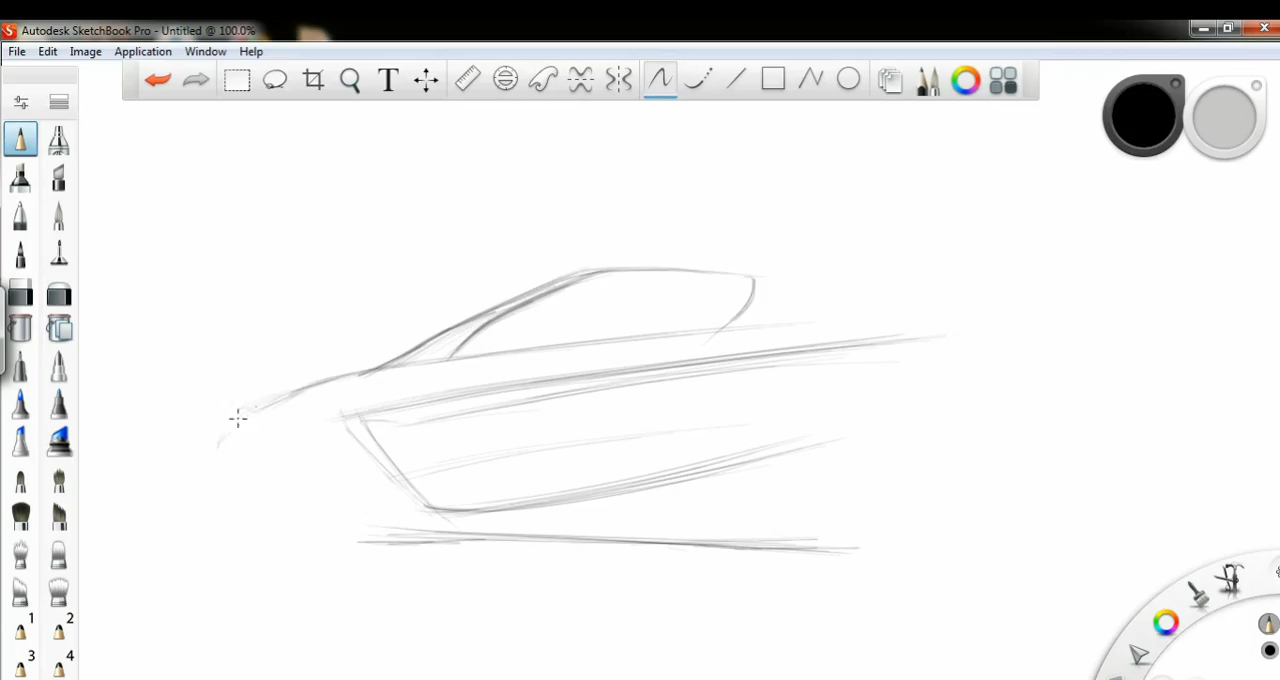 Autodesk SketchBook Pro - Untitled @ 100.0%
File Edit Image Application Window Help
T
1 2
3 4